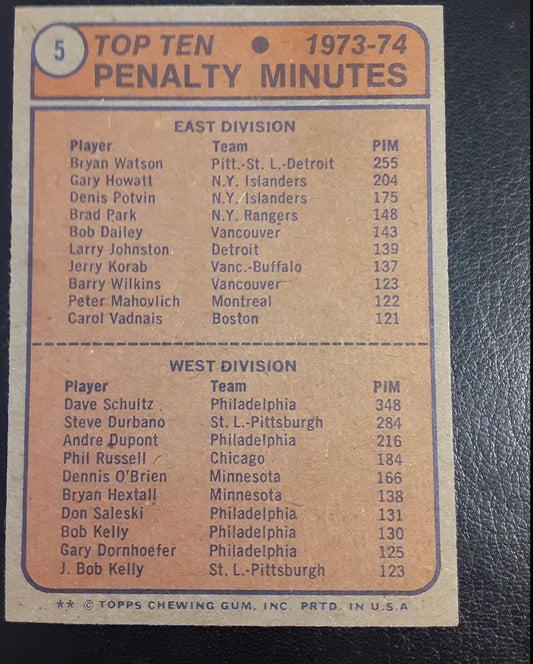 5 TOP TEN ● 1973-74
PENALTY MINUTES
EAST DIVISION
Player Team PIM
Bryan Watson Pitt.-St. L.-Detroit 255
Gary Howatt N.Y. Islanders 204
Denis Potvin N.Y. Islanders 175
Brad Park N.Y. Rangers 148
Bob Dailey Vancouver 143
Larry Johnston Detroit 139
Jerry Korab Vanc.-Buffalo 137
Barry Wilkins Vancouver 123
Peter Mahovlich Montreal 122
Carol Vadnais Boston 121
WEST DIVISION
Player Team PIM
Dave Schultz Philadelphia 348
Steve Durbano St. L.-Pittsburgh 284
Andre Dupont Philadelphia 216
Phil Russell Chicago 184
Dennis O'Brien Minnesota 166
Bryan Hextall Minnesota 138
Don Saleski Philadelphia 131
Bob Kelly Philadelphia 130
Gary Dornhoefer Philadelphia 125
J. Bob Kelly St. L.-Pittsburgh 123
** © TOPPS CHEWING GUM, INC. PRTD. IN U.S.A